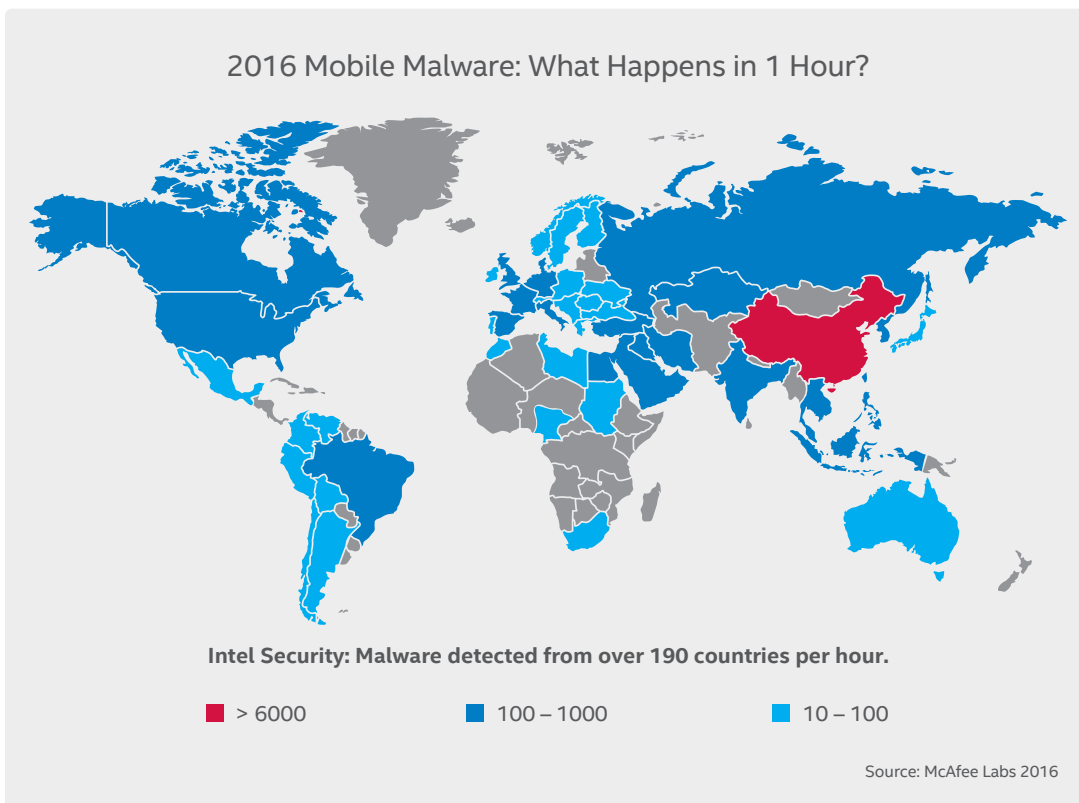 2016 Mobile Malware: What Happens in 1 Hour?
Intel Security: Malware detected from over 190 countries per hour.
> 6000
100 – 1000
10 – 100
Source: McAfee Labs 2016